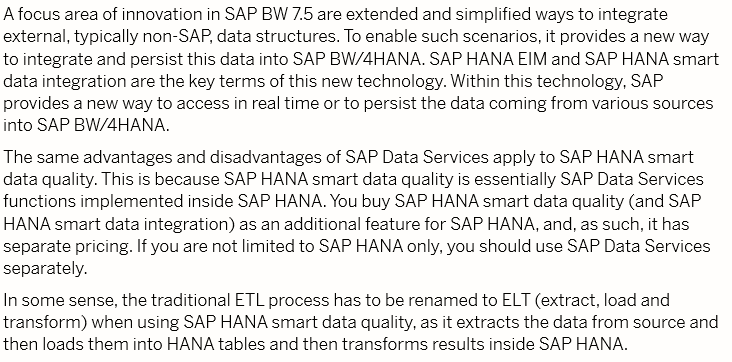 A focus area of innovation in SAP BW 7.5 are extended and simplified ways to integrate
external, typically non-SAP, data structures. To enable such scenarios, it provides a new way
to integrate and persist this data into SAP BW/4HANA. SAP HANA EIM and SAP HANA smart
data integration are the key terms of this new technology. Within this technology, SAP
provides a new way to access in real time or to persist the data coming from various sources
into SAP BW/4HANA.
The same advantages and disadvantages of SAP Data Services apply to SAP HANA smart
data quality. This is because SAP HANA smart data quality is essentially SAP Data Services
functions implemented inside SAP HANA. You buy SAP HANA smart data quality (and SAP
HANA smart data integration) as an additional feature for SAP HANA, and, as such, it has
separate pricing. If you are not limited to SAP HANA only, you should use SAP Data Services
separately.
In some sense, the traditional ETL process has to be renamed to ELT (extract, load and
transform) when using SAP HANA smart data quality, as it extracts the data from source and
then loads them into HANA tables and then transforms results inside SAP HANA.